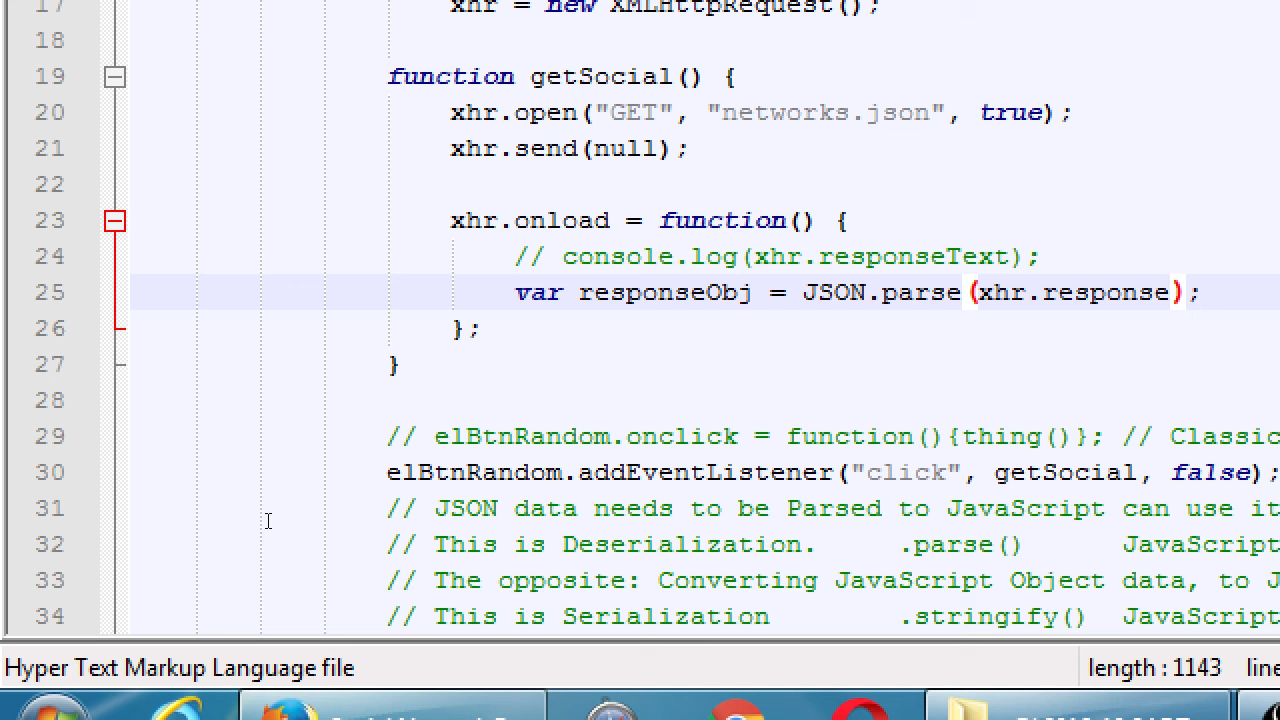 17 xhr = new XMLHttpRequest();
18
19 function getSocial() {
20 xhr.open("GET", "networks.json", true);
21 xhr.send(null);
22
23 xhr.onload = function() {
24 // console.log(xhr.responseText);
25 var responseObj = JSON.parse(xhr.response);
26 };
27 }
28
29 // elBtnRandom.onclick = function(){thing()}; // Classic
30 elBtnRandom.addEventListener("click", getSocial, false);
31 // JSON data needs to be Parsed to JavaScript can use it
32 // This is Deserialization. .parse() JavaScript
33 // The opposite: Converting JavaScript Object data, to J
34 // This is Serialization .stringify() JavaScript
Hyper Text Markup Language file length : 1143 line